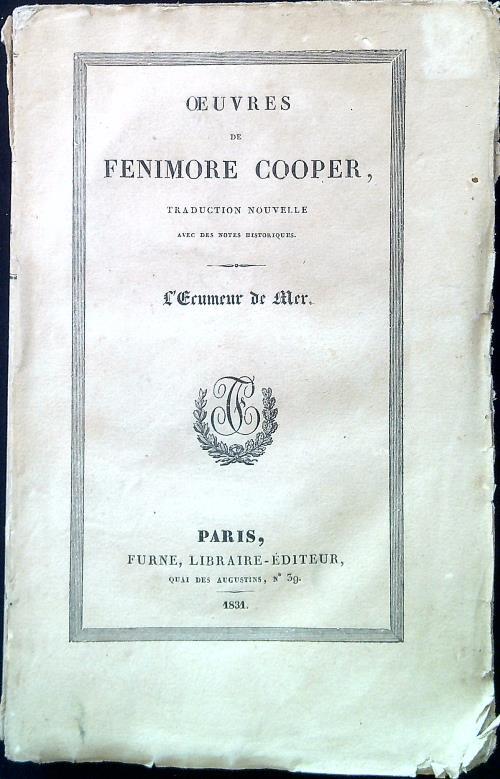 ŒUVRES
DE
FENIMORE COOPER,
TRADUCTION NOUVELLE
AVEC DES NOTES HISTORIQUES.
L'Ecumeur de Mer.
PARIS,
FURNE, LIBRAIRE-ÉDITEUR,
QUAI DES AUGUSTINS, N° 39.
1831.